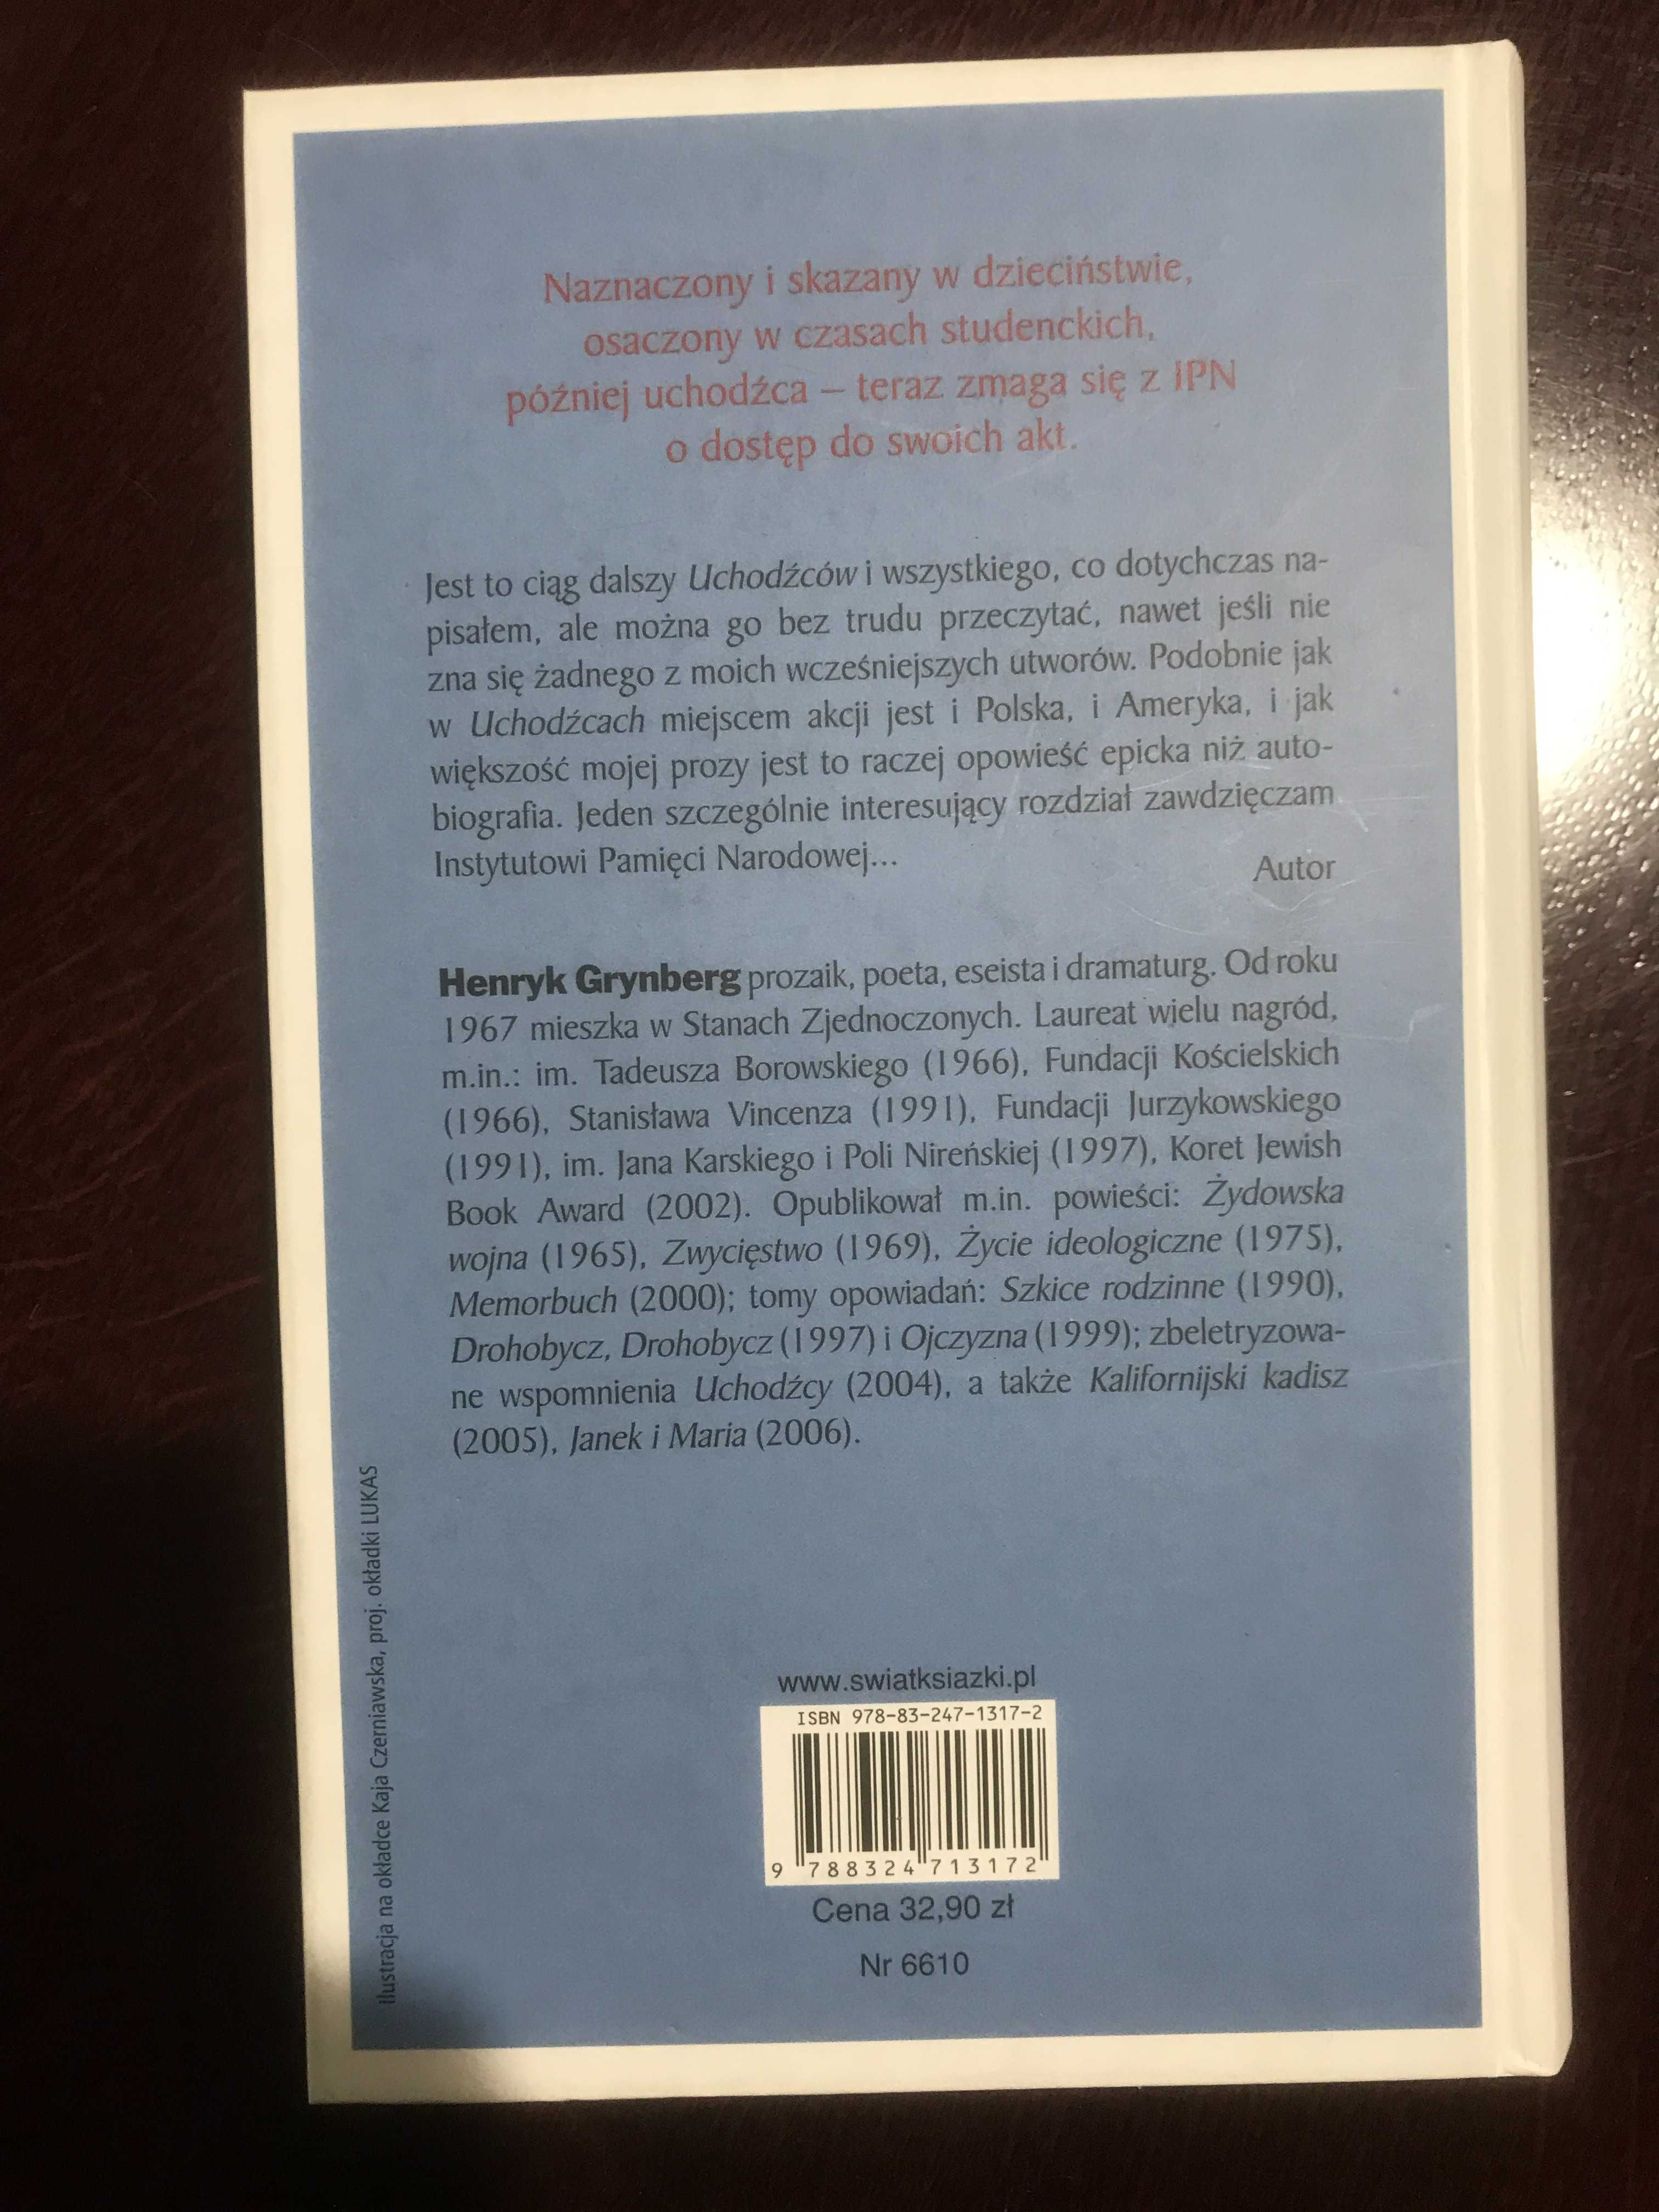 Naznaczony i skazany w dzieciństwie,
osaczony w czasach studenckich,
później uchodźca – teraz zmaga się z IPN
o dostęp do swoich akt.
Jest to ciąg dalszy Uchodźców i wszystkiego, co dotychczas na-
pisałem, ale można go bez trudu przeczytać, nawet jeśli nie
zna się żadnego z moich wcześniejszych utworów. Podobnie jak
w Uchodźcach miejscem akcji jest i Polska, i Ameryka, i jak
większość mojej prozy jest to raczej opowieść epicka niż auto-
biografia. Jeden szczególnie interesujący rozdział zawdzięczam
Instytutowi Pamięci Narodowej...
Autor
Henryk Grynberg prozaik, poeta, eseista i dramaturg. Od roku
1967 mieszka w Stanach Zjednoczonych. Laureat wielu nagród,
m.in.: im. Tadeusza Borowskiego (1966), Fundacji Kościelskich
(1966), Stanisława Vincenza (1991), Fundacji Jurzykowskiego
(1991), im. Jana Karskiego i Poli Nireńskiej (1997), Koret Jewish
Book Award (2002). Opublikował m.in. powieści: Żydowska
wojna (1965), Zwycięstwo (1969), Życie ideologiczne (1975),
Memorbuch (2000); tomy opowiadań: Szkice rodzinne (1990),
Drohobycz, Drohobycz (1997) i Ojczyzna (1999); zbeletryzowa-
ne wspomnienia Uchodźcy (2004), a także Kalifornijski kadisz
(2005), Janek i Maria (2006).
Ilustracja na okładce Kaja Czerniawska, proj. okładki LUKAS
www.swiatksiazki.pl
ISBN 978-83-247-1317-2
9 788324 713172
Cena 32,90 zł
Nr 6610